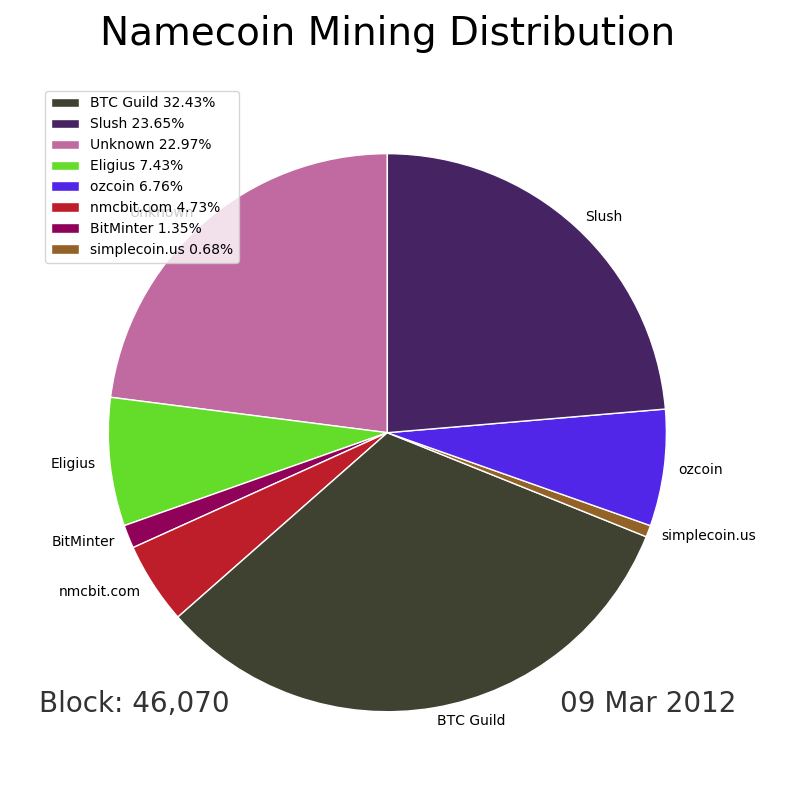 Namecoin Mining Distribution
BTC Guild 32.43%
Slush 23.65%
Unknown 22.97%
Eligius 7.43%
ozcoin 6.76%
nmcbit.com 4.73%
BitMinter 1.35%
simplecoin.us 0.68%
Unknown
Slush
Eligius
ozcoin
BitMinter
simplecoin.us
nmcbit.com
BTC Guild
Block: 46,070
09 Mar 2012